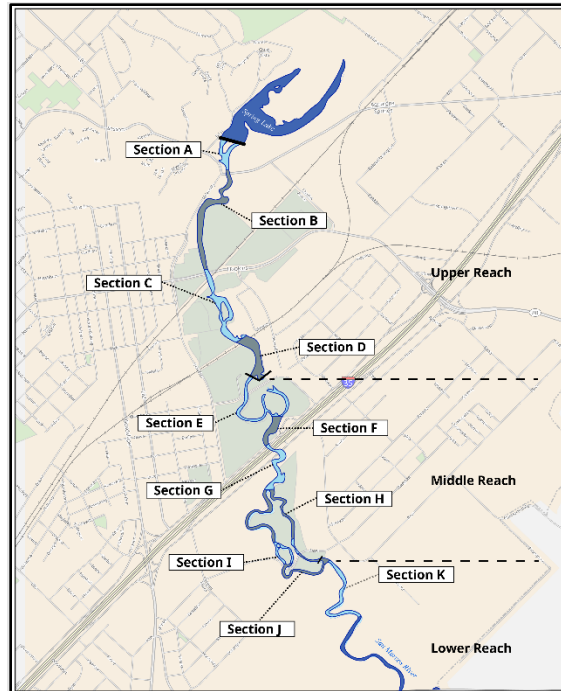 Spring Lake
Section A
Section B
Upper Reach
Section C
Section D
35
Section E
Section F
Middle Reach
Section G
Section H
Section I
Section K
Section J
San Marcos River
Lower Reach